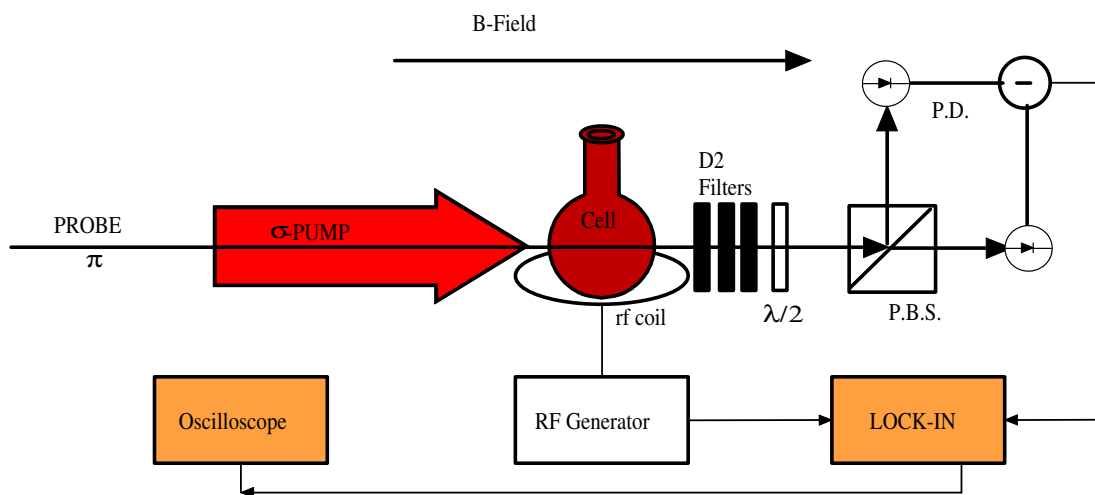 B-Field
P.D.
−
D2
Filters
PROBE
σ-PUMP
Cell
π
rf coil
λ/2
P.B.S.
Oscilloscope
RF Generator
LOCK-IN